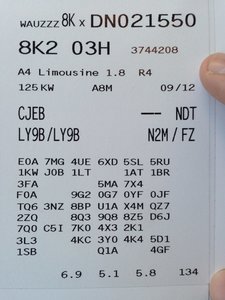 WAUZZZ 8K X DN021550
8K2 03H 3744208
A4 Limousine 1.8 R4
125KW A8M 09/12
CJEB --- NDT
LY9B/LY9B N2M / FZ
E0A 7MG 4UE 6XD 5SL 5RU
1KW J0B 1LT 1AT 1BR
3FA 5MA 7X4
F0A 9G2 0G7 0YF 0JF
TQ6 3NZ 8BP U1A X4M QZ7
2ZQ 8Q3 9Q8 8Z5 D6J
7Q0 C5I 7K0 4X3 2K1
3L3 4KC 3Y0 4K4 5D1
1SB Q1A 4GF
6.9 5.1 5.8 134